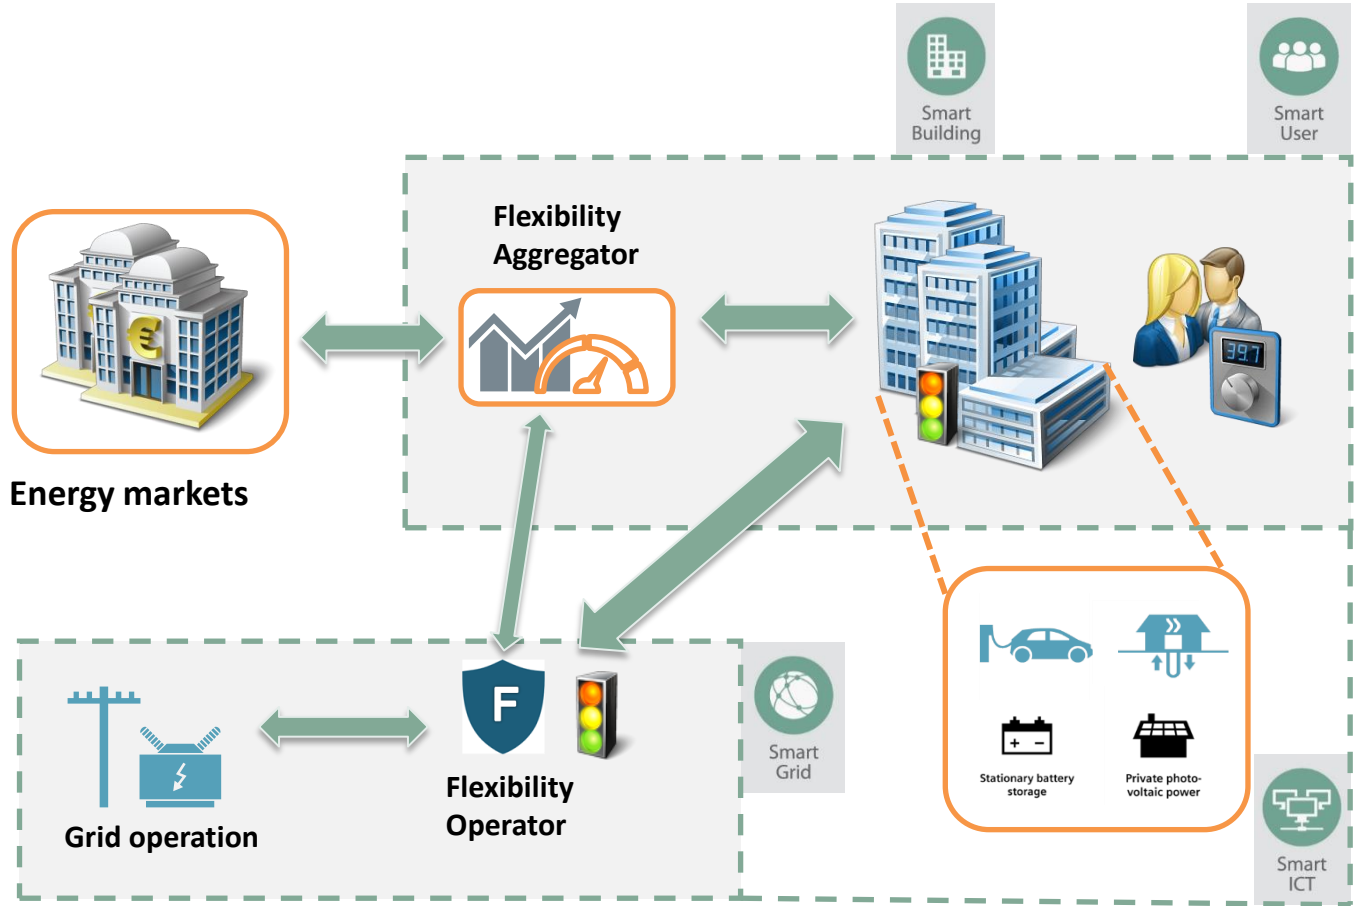 Smart
Building
Smart
User
Flexibility
Aggregator
€
39.7
Energy markets
F
Smart
Grid
Flexibility
Operator
Grid operation
+ -
Stationary battery
storage
Private photo-
voltaic power
Smart
ICT